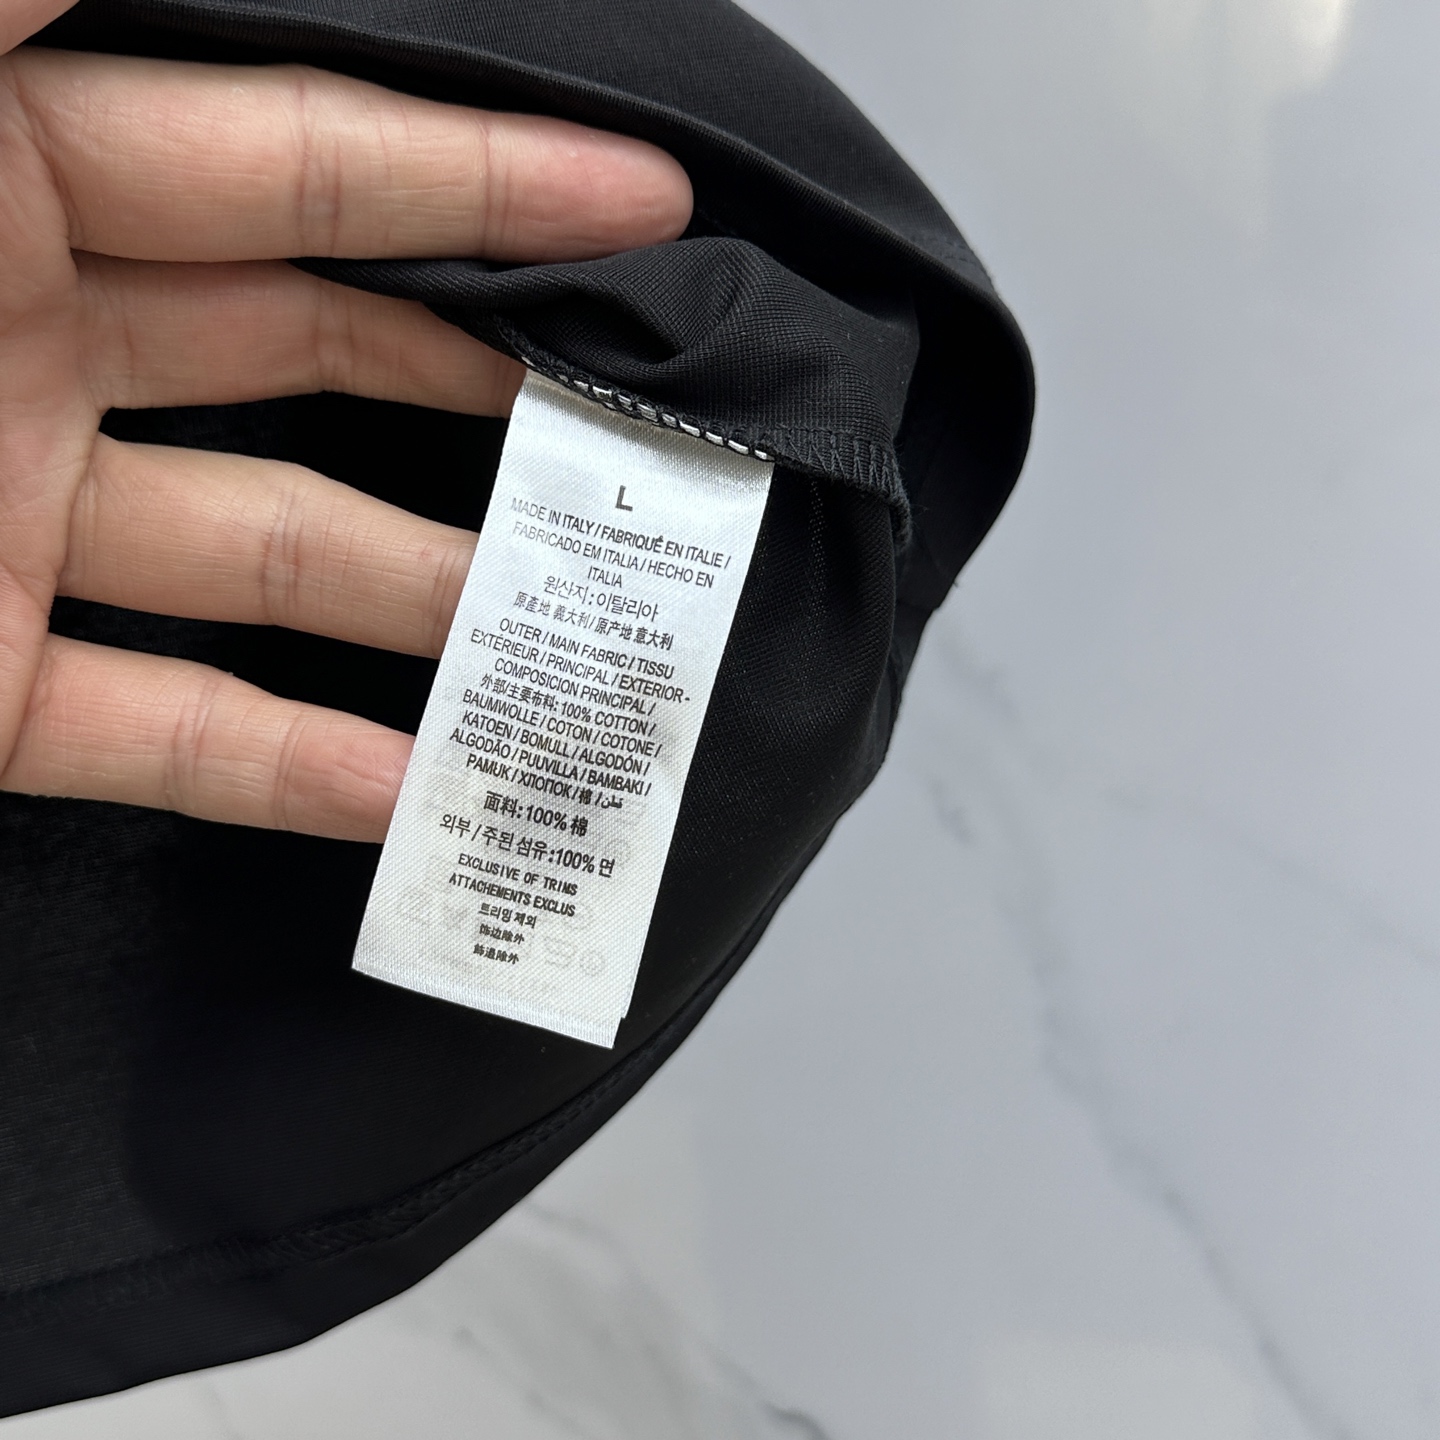 L
MADE IN ITALY / FABRIQUÉ EN ITALIE /
FABRICADO EM ITALIA / HECHO EN
ITALIA
원산지 : 이탈리아
原產地 義大利 / 原产地 意大利
OUTER / MAIN FABRIC / TISSU
EXTÉRIEUR / PRINCIPAL / EXTERIOR -
COMPOSICION PRINCIPAL /
外部/主要布料: 100% COTTON /
BAUMWOLLE / COTON / COTONE /
KATOEN / BOMULL / ALGODÓN /
ALGODÃO / PUUVILLA / BAMBAKI /
PAMUK / ХЛОПОК / 棉 / قطن
面料: 100% 棉
외부 / 주된 섬유 :100% 면
EXCLUSIVE OF TRIMS
ATTACHEMENTS EXCLUS
트리밍 제외
饰边除外
飾邊除外